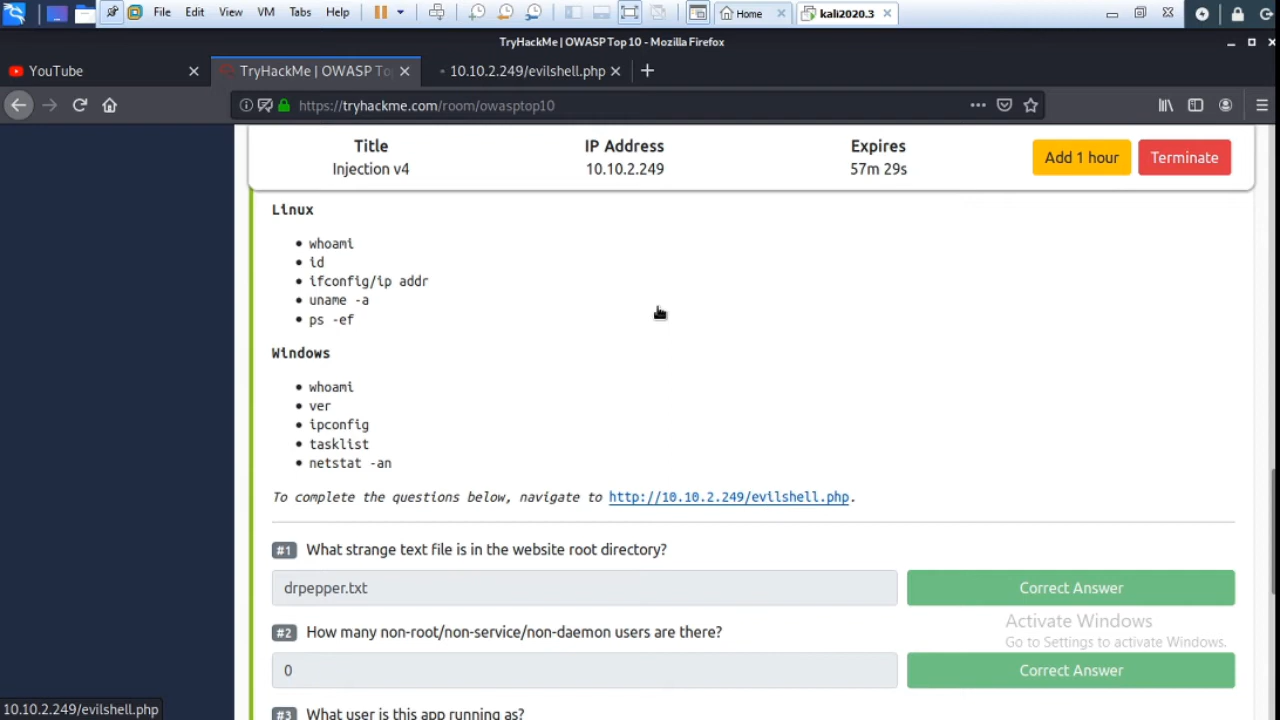 File Edit View VM Tabs Help Home kali2020.3
TryHackMe | OWASP Top 10 - Mozilla Firefox
YouTube TryHackMe | OWASP To 10.10.2.249/evilshell.php
https://tryhackme.com/room/owasptop10
Title IP Address Expires
Injection v4 10.10.2.249 57m 29s
Add 1 hour Terminate
Linux
whoami
id
ifconfig/ip addr
uname -a
ps -ef
Windows
whoami
ver
ipconfig
tasklist
netstat -an
To complete the questions below, navigate to http://10.10.2.249/evilshell.php.
#1 What strange text file is in the website root directory?
drpepper.txt Correct Answer
Activate Windows
#2 How many non-root/non-service/non-daemon users are there?
Go to Settings to activate Windows.
0 Correct Answer
10.10.2.249/evilshell.php
#3 What user is this app running as?